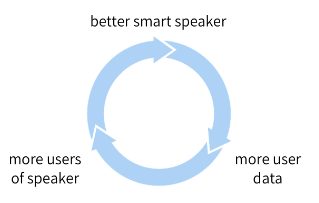 better smart speaker
more users
of speaker
more user
data